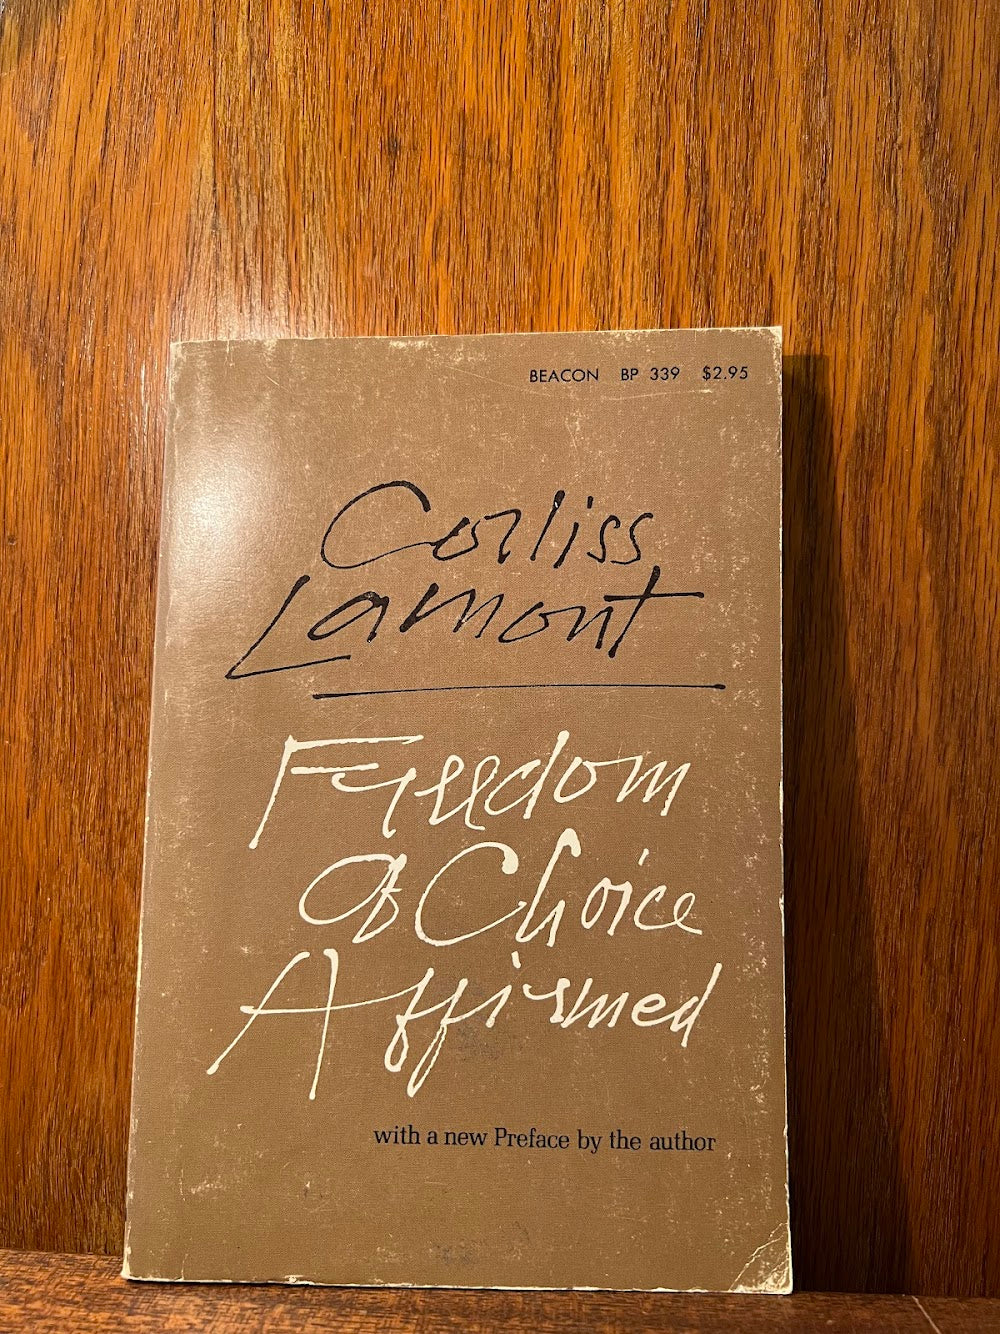 BEACON BP 339 $2.95
Corliss
Lamont
Freedom
of Choice
Affirmed
with a new Preface by the author